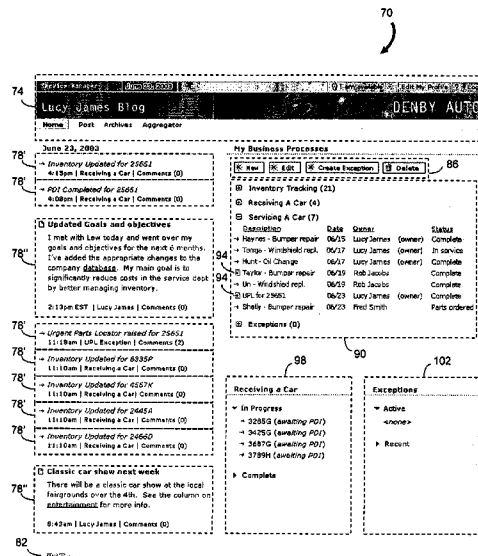 70
74
Service Manager June 23, 2003 Edit My Profile
Lucy James Blog DENBY AUTO
Home Post Archives Aggregator
June 23, 2003
78' → Inventory Updated for 25651
4:15pm | Receiving a Car | Comments (0)
78' → PDI Completed for 25651
4:08pm | Receiving a Car | Comments (0)
78'' Updated Goals and objectives
I met with Lew today and went over my
goals and objectives for the next 6 months.
I've added the appropriate changes to the
company database. My main goal is to
significantly reduce costs in the service dept
by better managing inventory.
2:13pm EST | Lucy James | Comments (0)
78' → Urgent Parts Locator raised for 25651
11:18am | UPL Exception | Comments (2)
78' → Inventory Updated for 6335P
11:10am | Receiving a Car | Comments (0)
78' → Inventory Updated for 4567K
11:10am | Receiving a Car | Comments (0)
78' → Inventory Updated for 2445A
11:10am | Receiving a Car | Comments (0)
78' → Inventory Updated for 2466D
11:10am | Receiving a Car | Comments (0)
78'' Classic car show next week
There will be a classic car show at the local
fairgrounds over the 4th. See the column on
entertainment for more info.
8:42am | Lucy James | Comments (0)
82
My Business Processes
New Edit Create Exception Delete 86
Inventory Tracking (21)
Receiving A Car (4)
Servicing A Car (7)
Description Date Owner Status
→ Haynes - Bumper repair 06/15 Lucy James (owner) Complete
→ Tonga - Windshield repl. 06/17 Lucy James (owner) In service
→ Hunt - Oil Change 06/17 Lucy James (owner) Complete
94 Taylor - Bumper repair 06/19 Rob Jacobs Complete
→ Un - Windshied repl. 06/19 Rob Jacobs Complete
94 UPL for 25651 06/23 Lucy James (owner) Complete
→ Shelly - Bumper repair 06/23 Fred Smith Parts ordered
Exceptions (0)
90
98
Receiving a Car
In Progress
→ 3285G (awaiting PDI)
→ 3425G (awaiting PDI)
→ 3687G (awaiting PDI)
→ 3789H (awaiting PDI)
Complete
102
Exceptions
Active
<none>
Recent